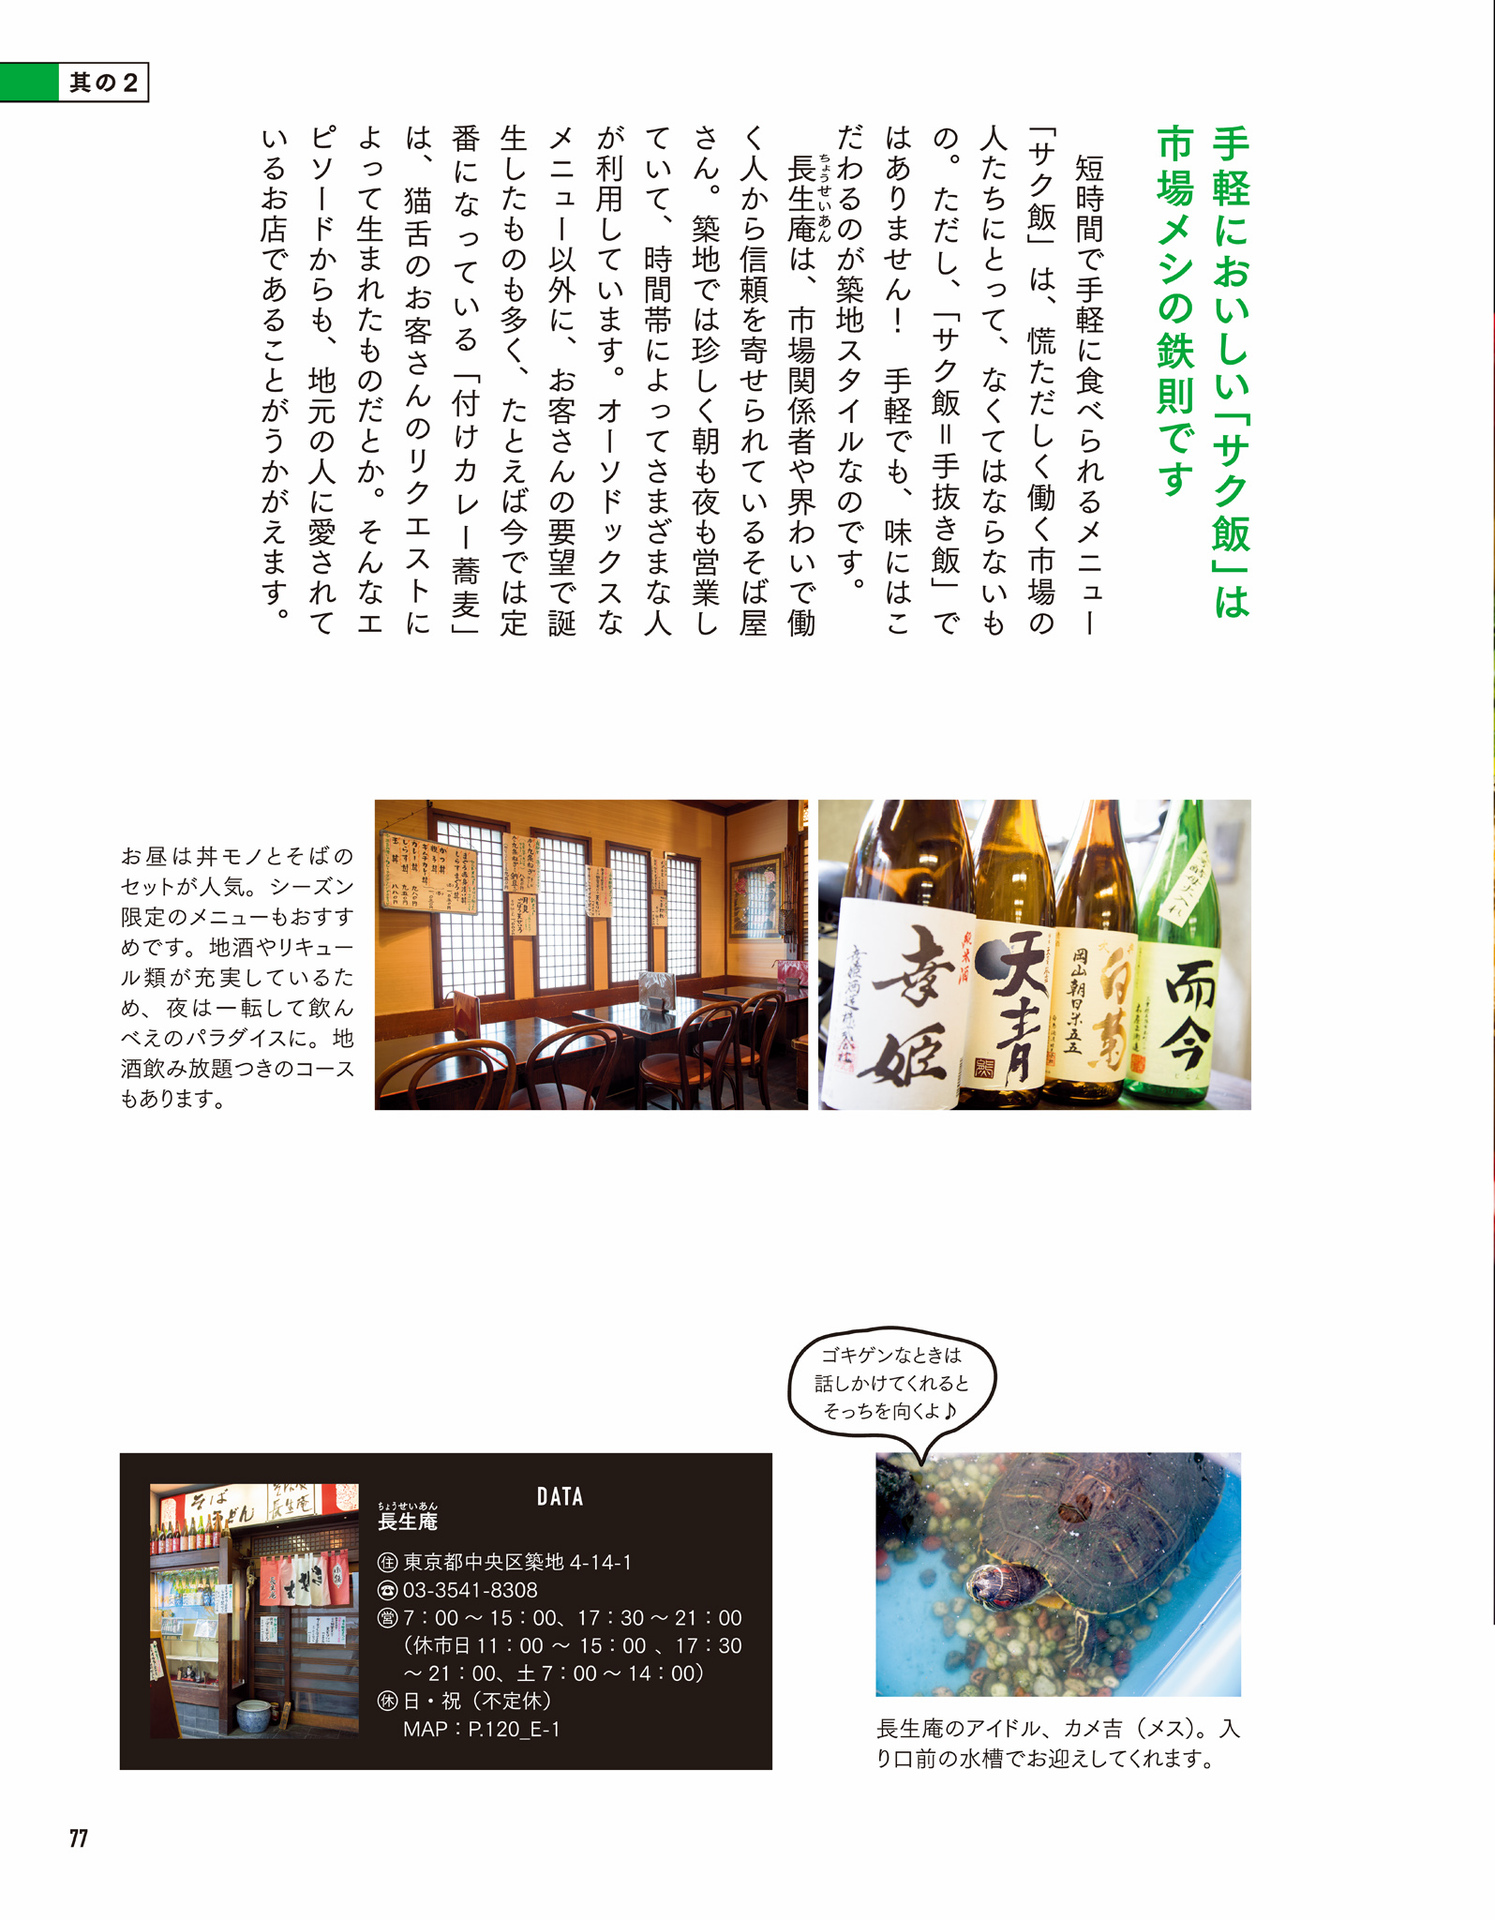 其の2
手軽においしい「サク飯」は
市場メシの鉄則です
短時間で手軽に食べられるメニュー
「サク飯」は、慌ただしく働く市場の
人たちにとって、なくてはならないも
の。ただし、「サク飯＝手抜き飯」で
はありません！　手軽でも、味にはこ
だわるのが築地スタイルなのです。
長生庵は、市場関係者や界わいで働
ちょうせいあん
く人から信頼を寄せられているそば屋
さん。築地では珍しく朝も夜も営業し
ていて、時間帯によってさまざまな人
が利用しています。オーソドックスな
メニュー以外に、お客さんの要望で誕
生したものも多く、たとえば今では定
番になっている「付けカレー蕎麦」
は、猫舌のお客さんのリクエストに
よって生まれたものだとか。そんなエ
ピソードからも、地元の人に愛されて
いるお店であることがうかがえます。
お昼は丼モノとそばの
セットが人気。シーズン
限定のメニューもおすす
めです。地酒やリキュー
ル類が充実しているた
め、夜は一転して飲ん
べえのパラダイスに。地
酒飲み放題つきのコース
もあります。
幸姫
純米酒
天青
岡山朝日米五五
而今
ゴキゲンなときは
話しかけてくれると
そっちを向くよ♪
DATA
ちょうせいあん
長生庵
㊟東京都中央区築地 4-14-1
☎03-3541-8308
㊠7：00 〜 15：00、17：30 〜 21：00
（休市日 11：00 〜 15：00 、17：30
〜 21：00、土 7：00 〜 14：00）
㊡日・祝（不定休）
MAP：P.120_E-1
そば
長生庵
長生庵のアイドル、カメ吉（メス）。入
り口前の水槽でお迎えしてくれます。
77